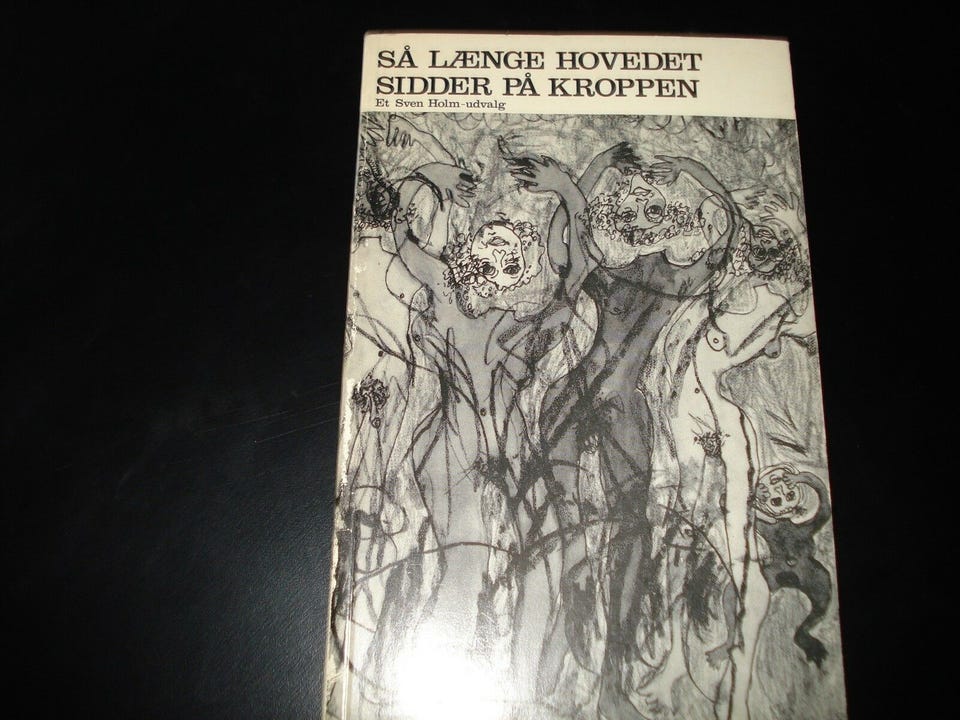 SÅ LÆNGE HOVEDET
SIDDER PÅ KROPPEN
Et Sven Holm-udvalg